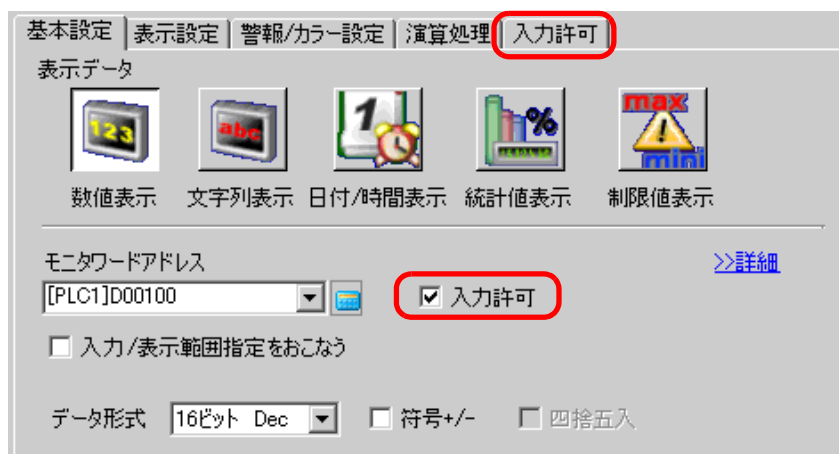 基本設定 表示設定 警報/カラー設定 演算処理 入力許可
表示データ
123 abc 1 % max mini
数値表示 文字列表示 日付/時間表示 統計値表示 制限値表示
モニタワードアドレス >>詳細
[PLC1]D00100 入力許可
入力/表示範囲指定をおこなう
データ形式 16ビット Dec 符号+/- 四捨五入